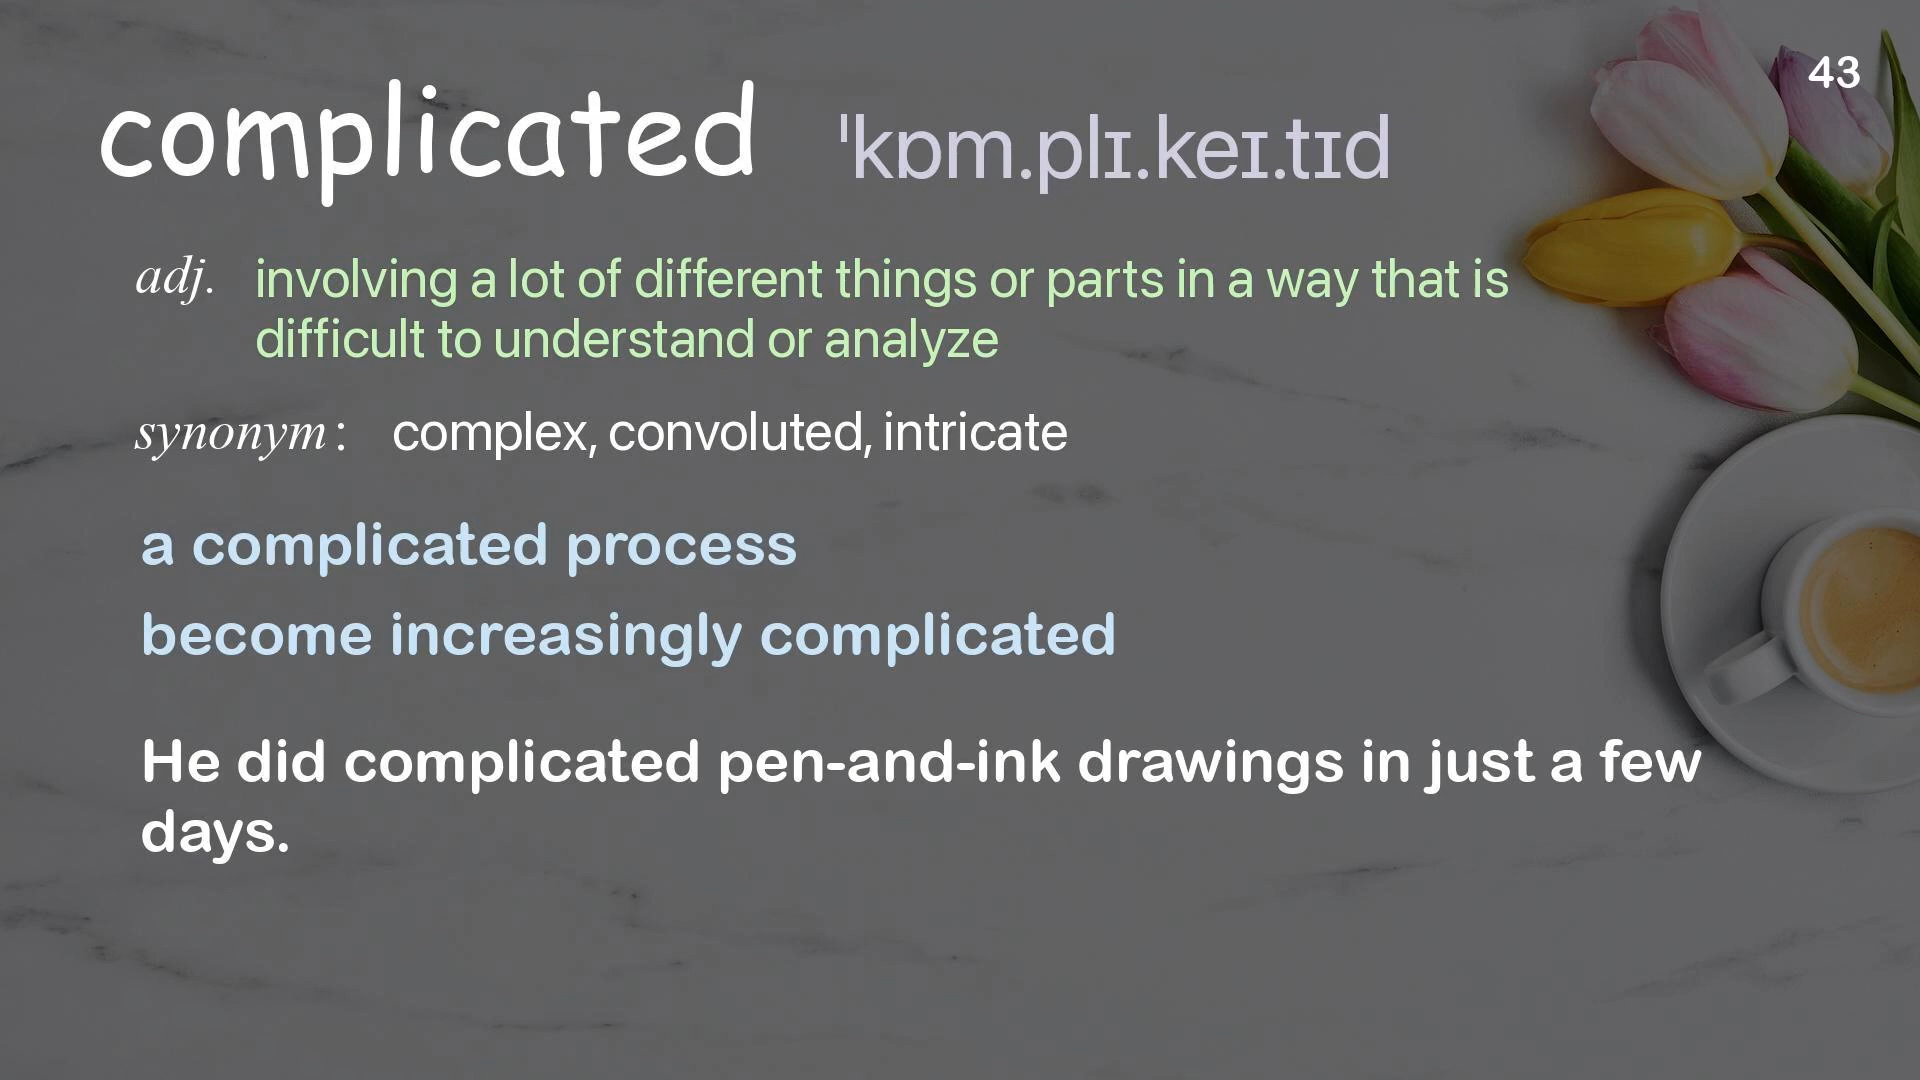 43
complicated ˈkɒm.plɪ.keɪ.tɪd
adj. involving a lot of different things or parts in a way that is
difficult to understand or analyze
synonym: complex, convoluted, intricate
a complicated process
become increasingly complicated
He did complicated pen-and-ink drawings in just a few
days.